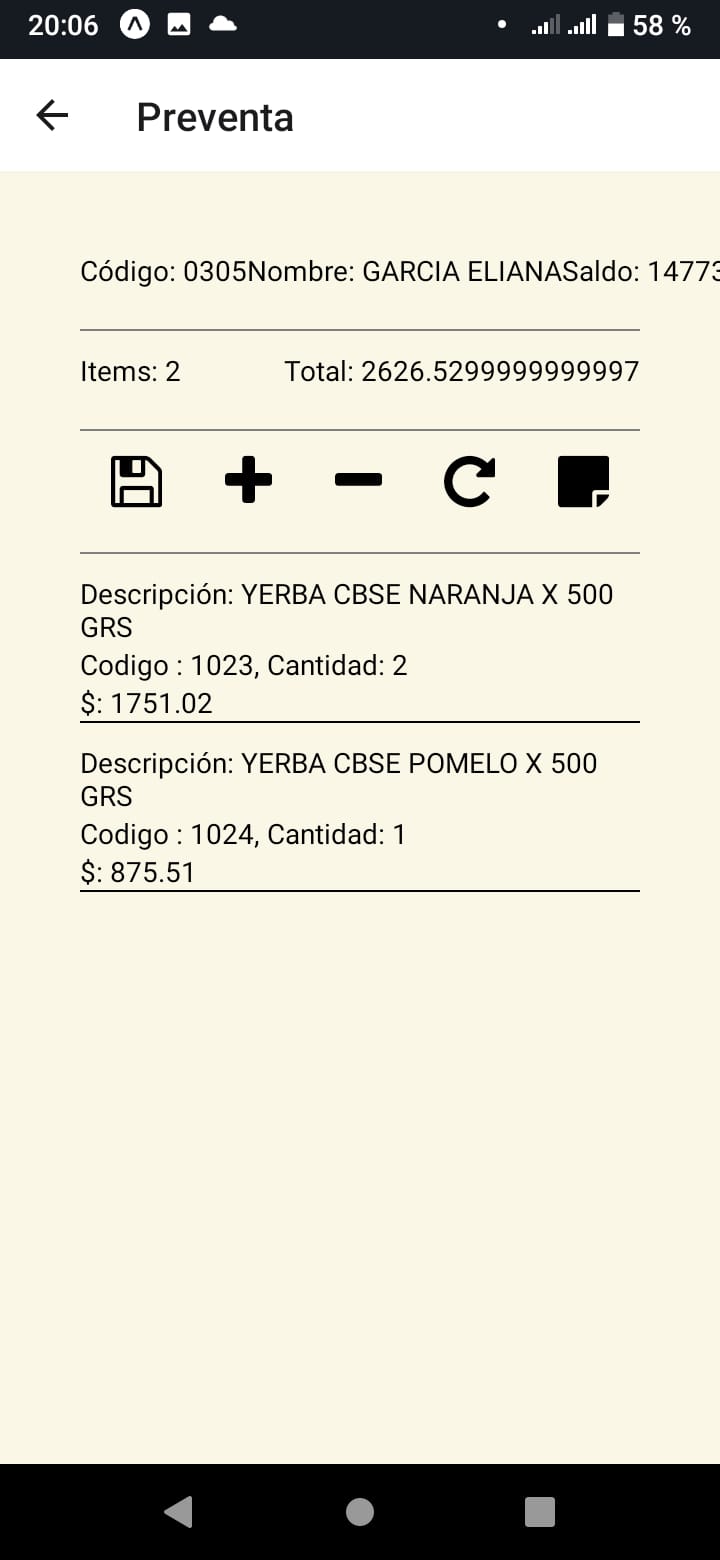 20:06 58 %
Preventa
Código: 0305Nombre: GARCIA ELIANASaldo: 14773
Items: 2 Total: 2626.5299999999997
Descripción: YERBA CBSE NARANJA X 500
GRS
Codigo : 1023, Cantidad: 2
$: 1751.02
Descripción: YERBA CBSE POMELO X 500
GRS
Codigo : 1024, Cantidad: 1
$: 875.51